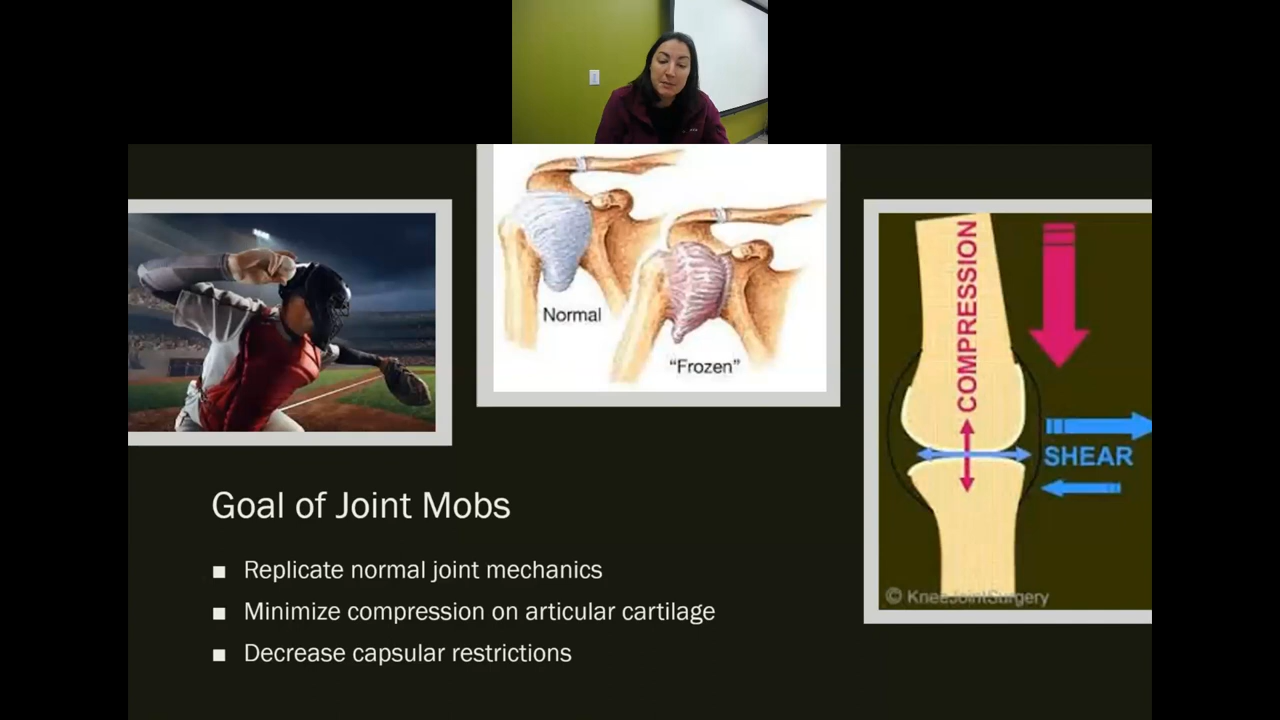 Normal
"Frozen"
COMPRESSION
SHEAR
© KneeJointSurgery
Goal of Joint Mobs
■ Replicate normal joint mechanics
■ Minimize compression on articular cartilage
■ Decrease capsular restrictions